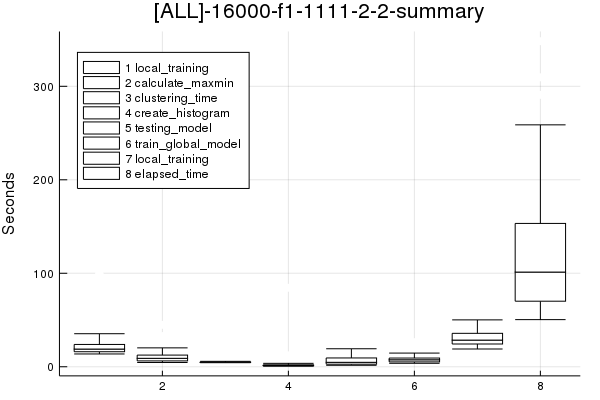 [ALL]-16000-f1-1111-2-2-summary
1 local_training
2 calculate_maxmin
3 clustering_time
4 create_histogram
5 testing_model
6 train_global_model
7 local_training
8 elapsed_time
Seconds
300
200
100
0
2 4 6 8